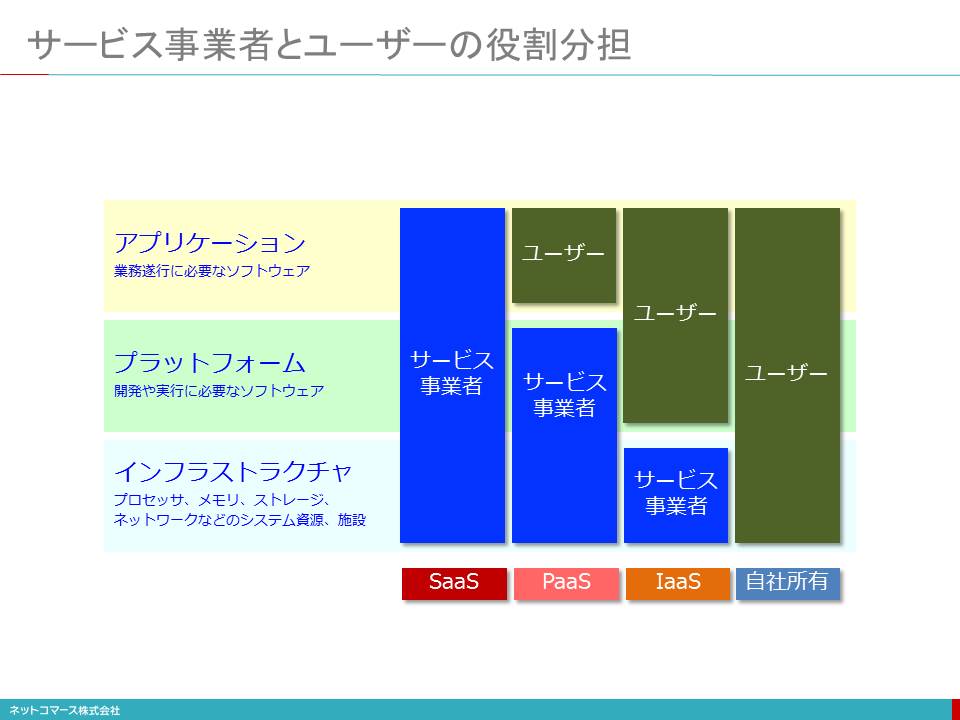 サービス事業者とユーザーの役割分担
アプリケーション
業務遂行に必要なソフトウェア
プラットフォーム
開発や実行に必要なソフトウェア
インフラストラクチャ
プロセッサ、メモリ、ストレージ、
ネットワークなどのシステム資源、施設
サービス
事業者
ユーザー
サービス
事業者
ユーザー
サービス
事業者
ユーザー
SaaS
PaaS
IaaS
自社所有
ネットコマース株式会社